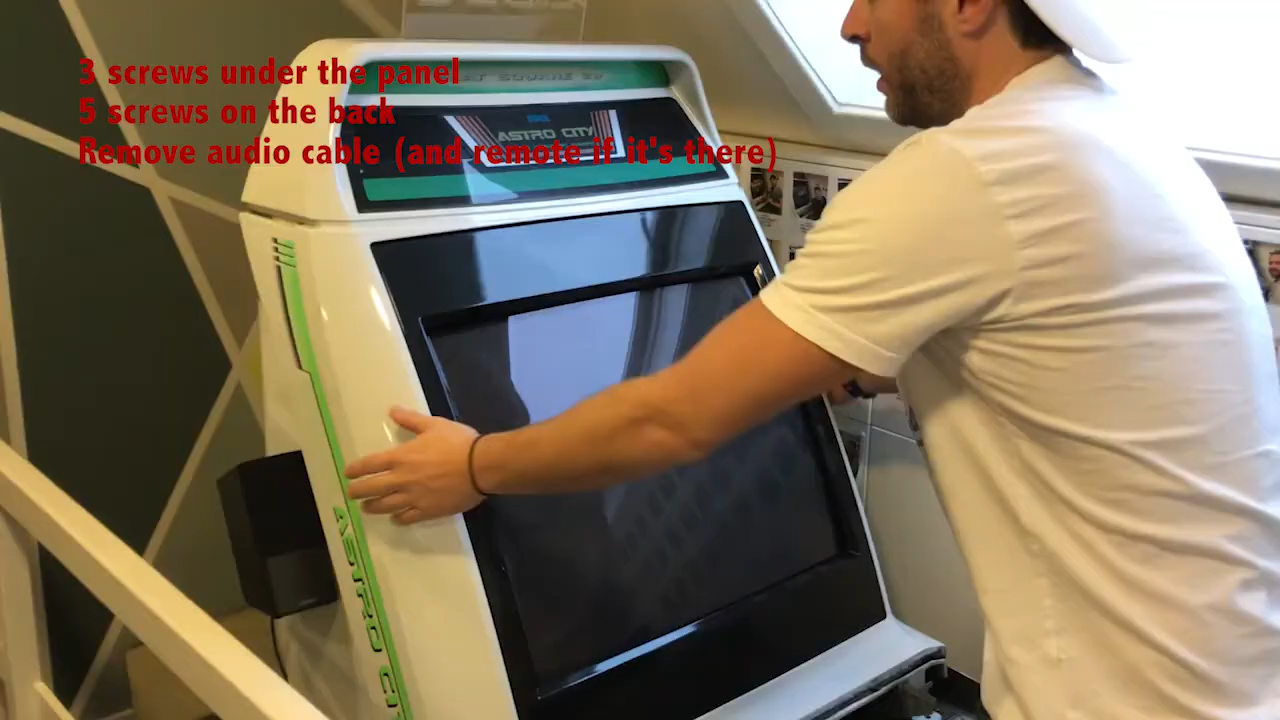 3 screws under the panel
5 screws on the back
Remove audio cable (and remote if it's there)
ASTRO CITY
ASTRO CIT